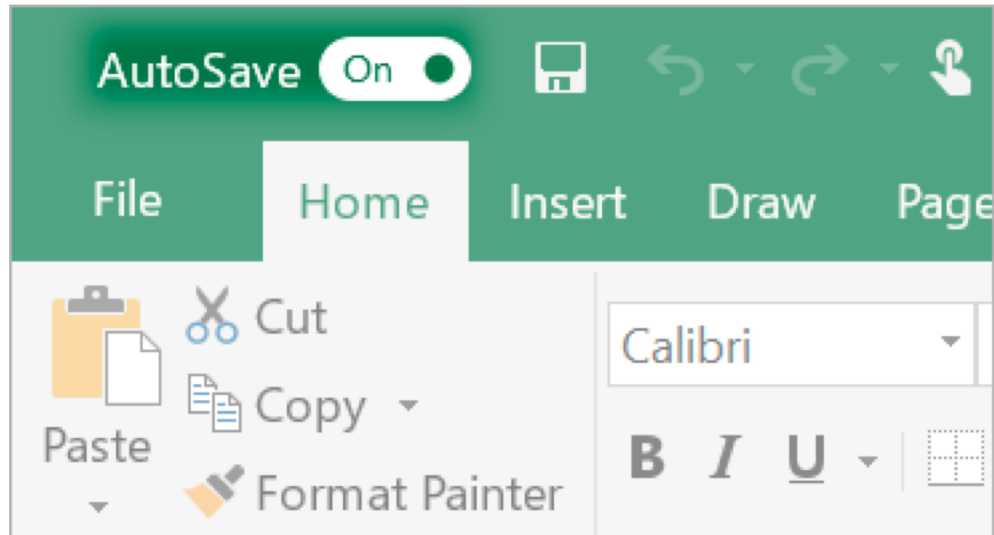 AutoSave On
File Home Insert Draw Page
Cut
Calibri
Copy
Paste
B I U
Format Painter